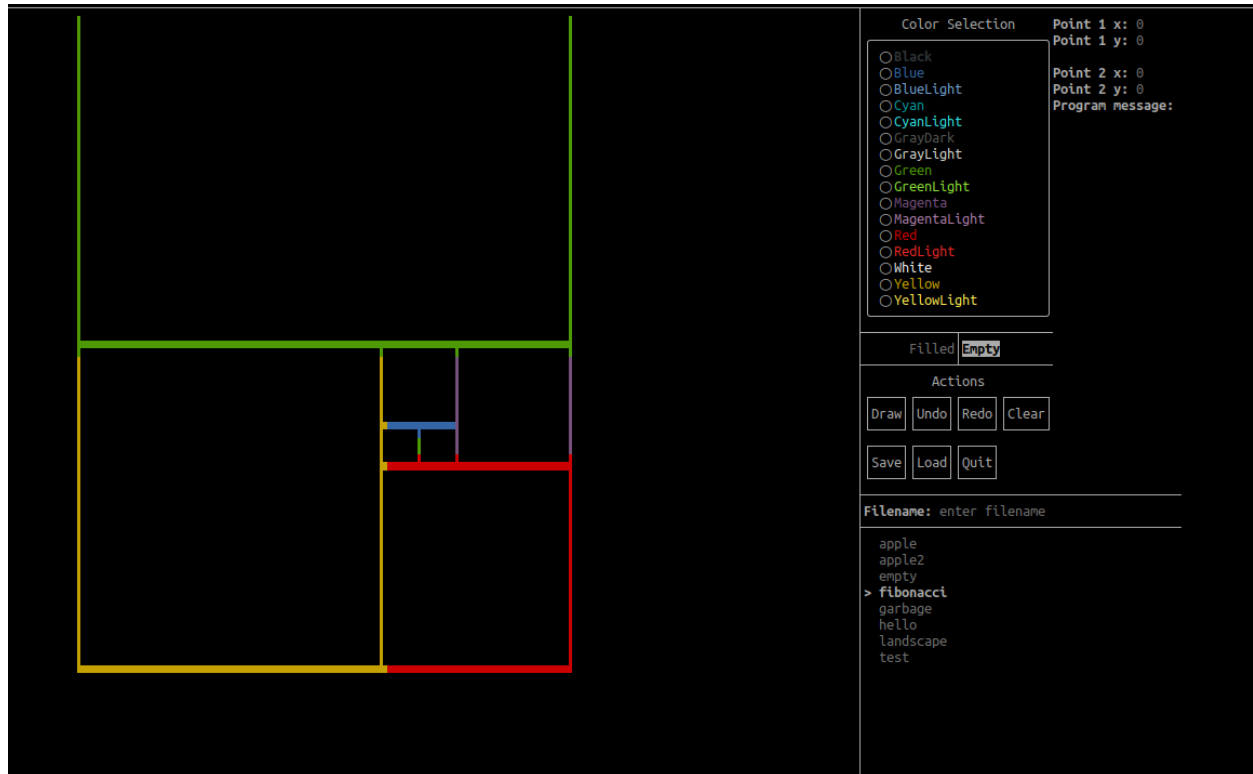 Color Selection
Black
Blue
BlueLight
Cyan
CyanLight
GrayDark
GrayLight
Green
GreenLight
Magenta
MagentaLight
Red
RedLight
White
Yellow
YellowLight
Point 1 x: 0
Point 1 y: 0
Point 2 x: 0
Point 2 y: 0
Program message:
Filled Empty
Actions
Draw Undo Redo Clear
Save Load Quit
Filename: enter filename
apple
apple2
empty
> fibonacci
garbage
hello
landscape
test